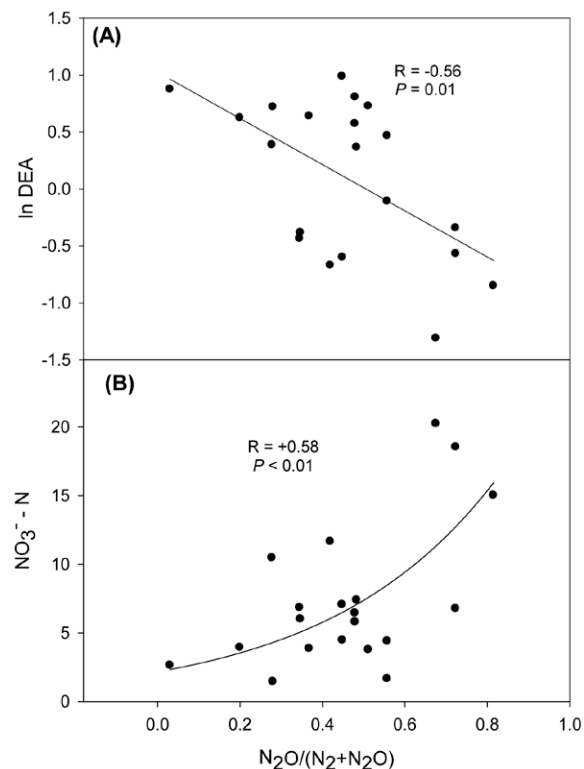 (A)
R = -0.56
P = 0.01
ln DEA
1.5
1.0
0.5
0.0
-0.5
-1.0
-1.5
(B)
R = +0.58
P < 0.01
NO₃⁻ - N
20
15
10
5
0
0.0 0.2 0.4 0.6 0.8 1.0
N₂O/(N₂+N₂O)